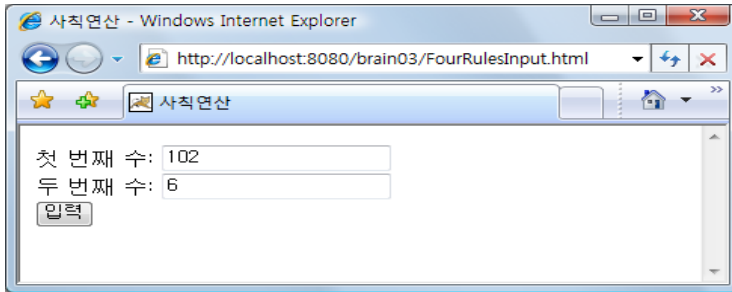 사칙연산 - Windows Internet Explorer
http://localhost:8080/brain03/FourRulesInput.html
사칙연산
첫 번째 수: 102
두 번째 수: 6
입력